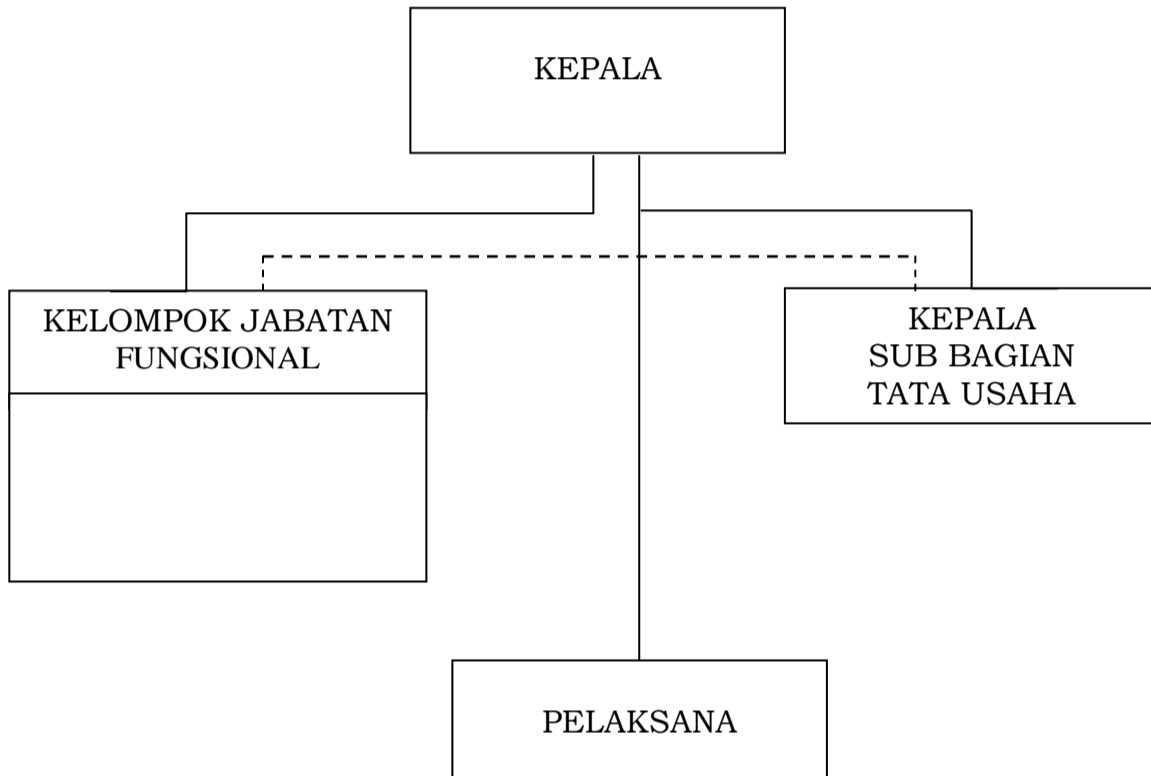 KEPALA
KELOMPOK JABATAN
FUNGSIONAL
KEPALA
SUB BAGIAN
TATA USAHA
PELAKSANA